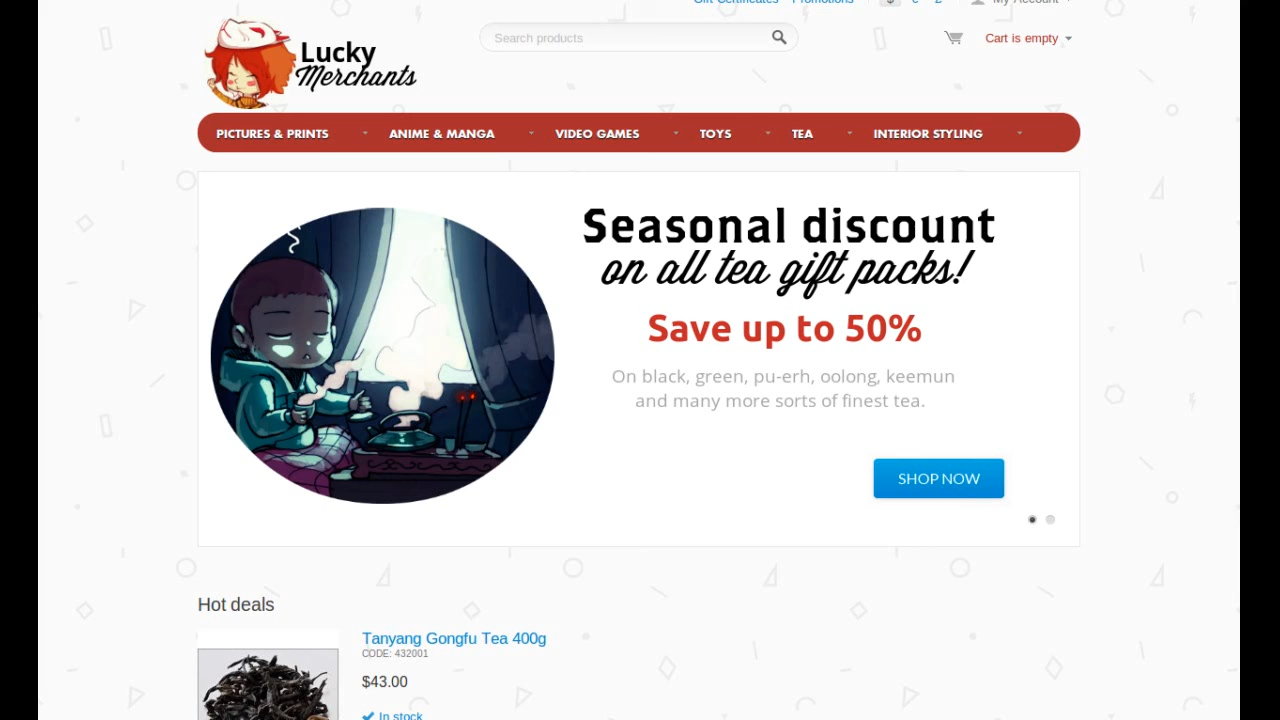 Gift Certificates Promotions $ € £ My Account
Lucky
Merchants
Search products
Cart is empty
PICTURES & PRINTS ANIME & MANGA VIDEO GAMES TOYS TEA INTERIOR STYLING
Seasonal discount
on all tea gift packs!
Save up to 50%
On black, green, pu-erh, oolong, keemun
and many more sorts of finest tea.
SHOP NOW
Hot deals
Tanyang Gongfu Tea 400g
CODE: 432001
$43.00
In stock